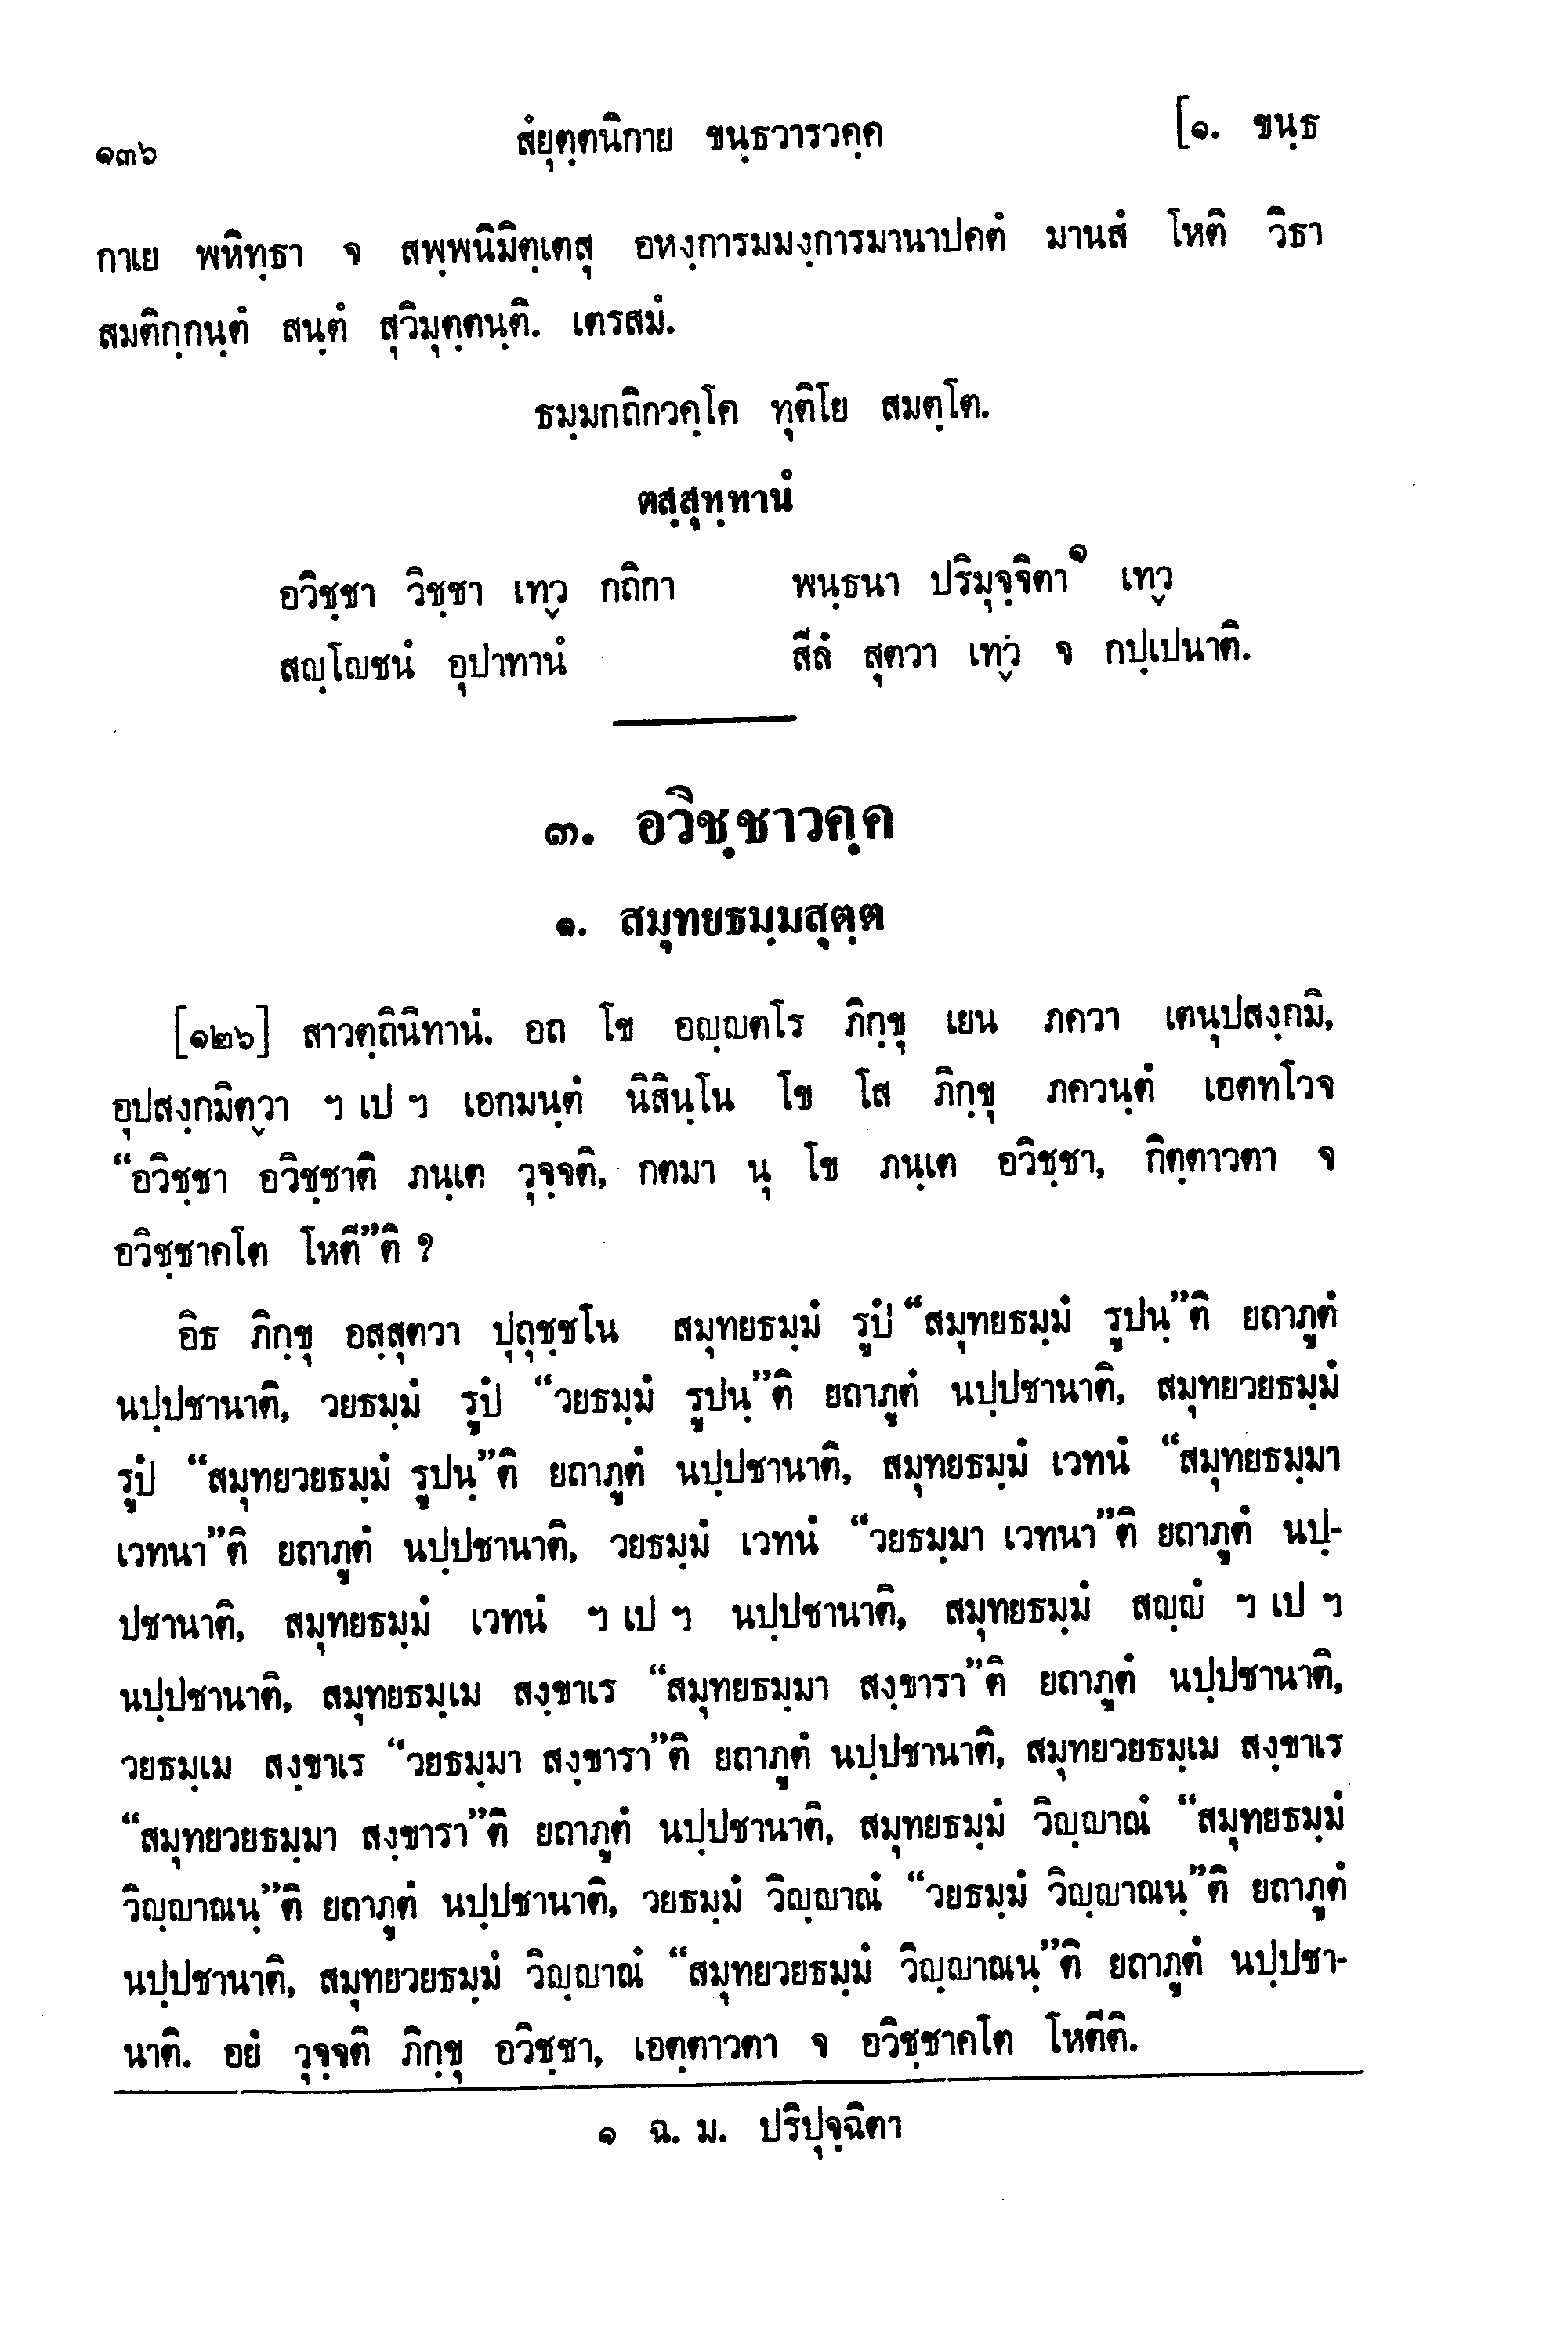 ๑๓๖ สํยุตฺตนิกาย ขนฺธวารวคฺค [๑. ขนฺธ
กาเย พหิทฺธา จ สพฺพนิมิตฺเตสุ อหงฺการมมงฺการมานาปคตํ มานสํ โหติ วิธา
สมติกฺกนฺตํ สนฺตํ สุวิมุตฺตนฺติ. เตรสมํ.
ธมฺมกถิกวคฺโค ทุติโย สมตฺโต.
ตสฺสุทฺทานํ
อวิชฺชา วิชฺชา เทฺว กถิกา พนฺธนา ปริมุจฺจิตา๑ เทฺว
สญฺโญชนํ อุปาทานํ สีลํ สุตวา เทฺว จ กปฺเปนาติ.
๓. อวิชฺชาวคฺค
๑. สมุทยธมฺมสุตฺต
[๑๒๖] สาวตฺถินิทานํ. อถ โข อญฺญตโร ภิกฺขุ เยน ภควา เตนุปสงฺกมิ,
อุปสงฺกมิตฺวา ฯ เป ฯ เอกมนฺตํ นิสินฺโน โข โส ภิกฺขุ ภควนฺตํ เอตทโวจ
“อวิชฺชา อวิชฺชาติ ภนฺเต วุจฺจติ, กตมา นุ โข ภนฺเต อวิชฺชา, กิตฺตาวตา จ
อวิชฺชาคโต โหตี”ติ ?
อิธ ภิกฺขุ อสฺสุตวา ปุถุชฺชโน สมุทยธมฺมํ รูปํ “สมุทยธมฺมํ รูปนฺ”ติ ยถาภูตํ
นปฺปชานาติ, วยธมฺมํ รูปํ “วยธมฺมํ รูปนฺ”ติ ยถาภูตํ นปฺปชานาติ, สมุทยวยธมฺมํ
รูปํ “สมุทยวยธมฺมํ รูปนฺ”ติ ยถาภูตํ นปฺปชานาติ, สมุทยธมฺมํ เวทนํ “สมุทยธมฺมา
เวทนา”ติ ยถาภูตํ นปฺปชานาติ, วยธมฺมํ เวทนํ “วยธมฺมา เวทนา”ติ ยถาภูตํ นปฺ-
ปชานาติ, สมุทยธมฺมํ เวทนํ ฯ เป ฯ นปฺปชานาติ, สมุทยธมฺมํ สญฺญํ ฯ เป ฯ
นปฺปชานาติ, สมุทยธมฺเม สงฺขาเร “สมุทยธมฺมา สงฺขารา”ติ ยถาภูตํ นปฺปชานาติ,
วยธมฺเม สงฺขาเร “วยธมฺมา สงฺขารา”ติ ยถาภูตํ นปฺปชานาติ, สมุทยวยธมฺเม สงฺขาเร
“สมุทยวยธมฺมา สงฺขารา”ติ ยถาภูตํ นปฺปชานาติ, สมุทยธมฺมํ วิญฺญาณํ “สมุทยธมฺมํ
วิญฺญาณนฺ”ติ ยถาภูตํ นปฺปชานาติ, วยธมฺมํ วิญฺญาณํ “วยธมฺมํ วิญฺญาณนฺ”ติ ยถาภูตํ
นปฺปชานาติ, สมุทยวยธมฺมํ วิญฺญาณํ “สมุทยวยธมฺมํ วิญฺญาณนฺ”ติ ยถาภูตํ นปฺปชา-
นาติ. อยํ วุจฺจติ ภิกฺขุ อวิชฺชา, เอตฺตาวตา จ อวิชฺชาคโต โหตีติ.
๑ ฉ. ม. ปริปุจฺฉิตา